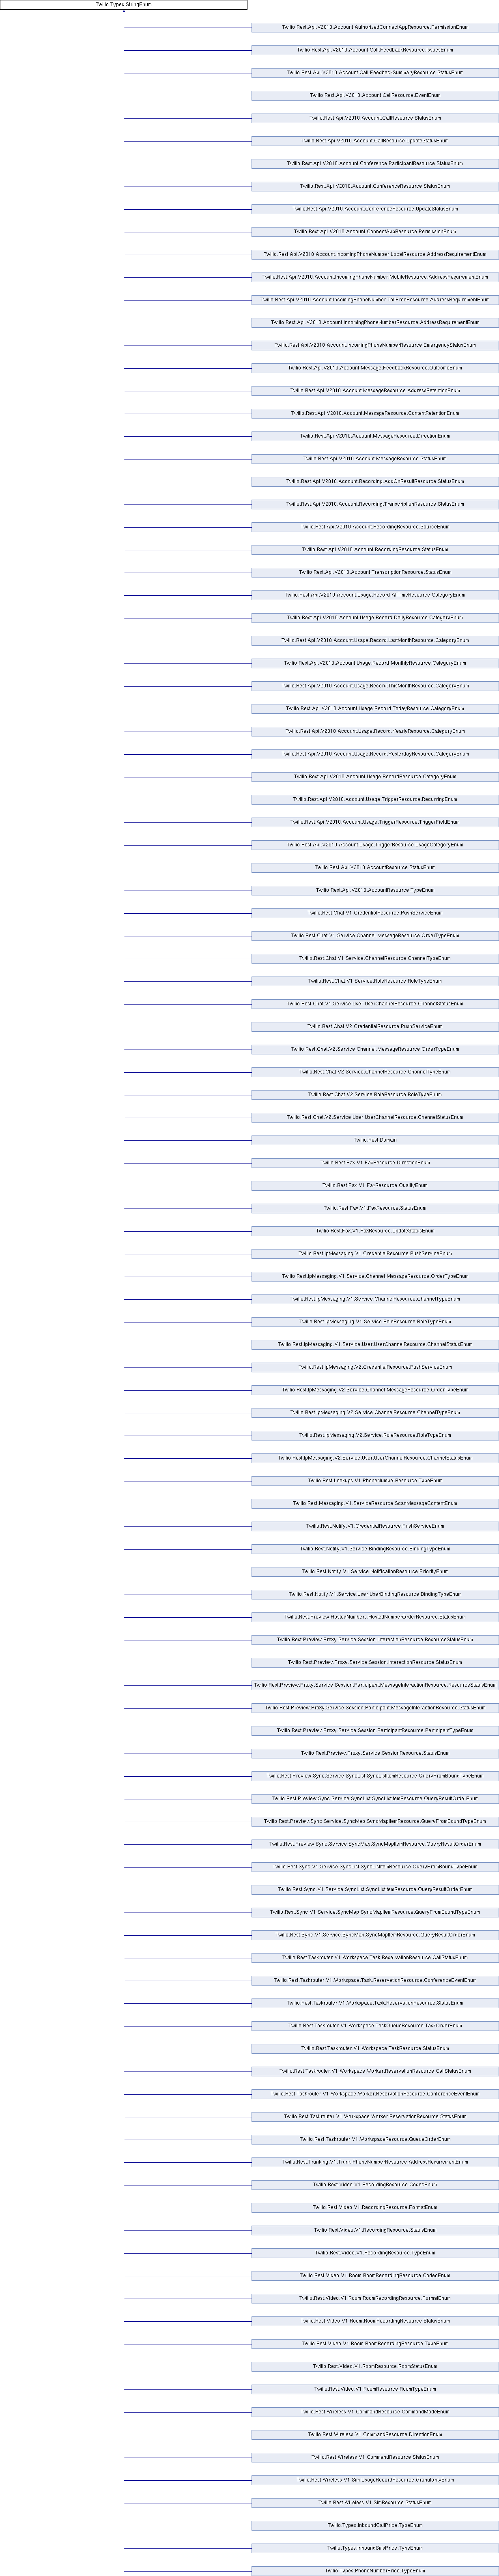 Twilio.Types.StringEnum
Twilio.Rest.Api.V2010.Account.AuthorizedConnectAppResource.PermissionEnum
Twilio.Rest.Api.V2010.Account.Call.FeedbackResource.IssuesEnum
Twilio.Rest.Api.V2010.Account.Call.FeedbackSummaryResource.StatusEnum
Twilio.Rest.Api.V2010.Account.CallResource.EventEnum
Twilio.Rest.Api.V2010.Account.CallResource.StatusEnum
Twilio.Rest.Api.V2010.Account.CallResource.UpdateStatusEnum
Twilio.Rest.Api.V2010.Account.Conference.ParticipantResource.StatusEnum
Twilio.Rest.Api.V2010.Account.ConferenceResource.StatusEnum
Twilio.Rest.Api.V2010.Account.ConferenceResource.UpdateStatusEnum
Twilio.Rest.Api.V2010.Account.ConnectAppResource.PermissionEnum
Twilio.Rest.Api.V2010.Account.IncomingPhoneNumber.LocalResource.AddressRequirementEnum
Twilio.Rest.Api.V2010.Account.IncomingPhoneNumber.MobileResource.AddressRequirementEnum
Twilio.Rest.Api.V2010.Account.IncomingPhoneNumber.TollFreeResource.AddressRequirementEnum
Twilio.Rest.Api.V2010.Account.IncomingPhoneNumberResource.AddressRequirementEnum
Twilio.Rest.Api.V2010.Account.IncomingPhoneNumberResource.EmergencyStatusEnum
Twilio.Rest.Api.V2010.Account.Message.FeedbackResource.OutcomeEnum
Twilio.Rest.Api.V2010.Account.MessageResource.AddressRetentionEnum
Twilio.Rest.Api.V2010.Account.MessageResource.ContentRetentionEnum
Twilio.Rest.Api.V2010.Account.MessageResource.DirectionEnum
Twilio.Rest.Api.V2010.Account.MessageResource.StatusEnum
Twilio.Rest.Api.V2010.Account.Recording.AddOnResultResource.StatusEnum
Twilio.Rest.Api.V2010.Account.Recording.TranscriptionResource.StatusEnum
Twilio.Rest.Api.V2010.Account.RecordingResource.SourceEnum
Twilio.Rest.Api.V2010.Account.RecordingResource.StatusEnum
Twilio.Rest.Api.V2010.Account.TranscriptionResource.StatusEnum
Twilio.Rest.Api.V2010.Account.Usage.Record.AllTimeResource.CategoryEnum
Twilio.Rest.Api.V2010.Account.Usage.Record.DailyResource.CategoryEnum
Twilio.Rest.Api.V2010.Account.Usage.Record.LastMonthResource.CategoryEnum
Twilio.Rest.Api.V2010.Account.Usage.Record.MonthlyResource.CategoryEnum
Twilio.Rest.Api.V2010.Account.Usage.Record.ThisMonthResource.CategoryEnum
Twilio.Rest.Api.V2010.Account.Usage.Record.TodayResource.CategoryEnum
Twilio.Rest.Api.V2010.Account.Usage.Record.YearlyResource.CategoryEnum
Twilio.Rest.Api.V2010.Account.Usage.Record.YesterdayResource.CategoryEnum
Twilio.Rest.Api.V2010.Account.Usage.RecordResource.CategoryEnum
Twilio.Rest.Api.V2010.Account.Usage.TriggerResource.RecurringEnum
Twilio.Rest.Api.V2010.Account.Usage.TriggerResource.TriggerFieldEnum
Twilio.Rest.Api.V2010.Account.Usage.TriggerResource.UsageCategoryEnum
Twilio.Rest.Api.V2010.AccountResource.StatusEnum
Twilio.Rest.Api.V2010.AccountResource.TypeEnum
Twilio.Rest.Chat.V1.CredentialResource.PushServiceEnum
Twilio.Rest.Chat.V1.Service.Channel.MessageResource.OrderTypeEnum
Twilio.Rest.Chat.V1.Service.ChannelResource.ChannelTypeEnum
Twilio.Rest.Chat.V1.Service.RoleResource.RoleTypeEnum
Twilio.Rest.Chat.V1.Service.User.UserChannelResource.ChannelStatusEnum
Twilio.Rest.Chat.V2.CredentialResource.PushServiceEnum
Twilio.Rest.Chat.V2.Service.Channel.MessageResource.OrderTypeEnum
Twilio.Rest.Chat.V2.Service.ChannelResource.ChannelTypeEnum
Twilio.Rest.Chat.V2.Service.RoleResource.RoleTypeEnum
Twilio.Rest.Chat.V2.Service.User.UserChannelResource.ChannelStatusEnum
Twilio.Rest.Domain
Twilio.Rest.Fax.V1.FaxResource.DirectionEnum
Twilio.Rest.Fax.V1.FaxResource.QualityEnum
Twilio.Rest.Fax.V1.FaxResource.StatusEnum
Twilio.Rest.Fax.V1.FaxResource.UpdateStatusEnum
Twilio.Rest.IpMessaging.V1.CredentialResource.PushServiceEnum
Twilio.Rest.IpMessaging.V1.Service.Channel.MessageResource.OrderTypeEnum
Twilio.Rest.IpMessaging.V1.Service.ChannelResource.ChannelTypeEnum
Twilio.Rest.IpMessaging.V1.Service.RoleResource.RoleTypeEnum
Twilio.Rest.IpMessaging.V1.Service.User.UserChannelResource.ChannelStatusEnum
Twilio.Rest.IpMessaging.V2.CredentialResource.PushServiceEnum
Twilio.Rest.IpMessaging.V2.Service.Channel.MessageResource.OrderTypeEnum
Twilio.Rest.IpMessaging.V2.Service.ChannelResource.ChannelTypeEnum
Twilio.Rest.IpMessaging.V2.Service.RoleResource.RoleTypeEnum
Twilio.Rest.IpMessaging.V2.Service.User.UserChannelResource.ChannelStatusEnum
Twilio.Rest.Lookups.V1.PhoneNumberResource.TypeEnum
Twilio.Rest.Messaging.V1.ServiceResource.ScanMessageContentEnum
Twilio.Rest.Notify.V1.CredentialResource.PushServiceEnum
Twilio.Rest.Notify.V1.Service.BindingResource.BindingTypeEnum
Twilio.Rest.Notify.V1.Service.NotificationResource.PriorityEnum
Twilio.Rest.Notify.V1.Service.User.UserBindingResource.BindingTypeEnum
Twilio.Rest.Preview.HostedNumbers.HostedNumberOrderResource.StatusEnum
Twilio.Rest.Preview.Proxy.Service.Session.InteractionResource.ResourceStatusEnum
Twilio.Rest.Preview.Proxy.Service.Session.InteractionResource.StatusEnum
Twilio.Rest.Preview.Proxy.Service.Session.Participant.MessageInteractionResource.ResourceStatusEnum
Twilio.Rest.Preview.Proxy.Service.Session.Participant.MessageInteractionResource.StatusEnum
Twilio.Rest.Preview.Proxy.Service.Session.ParticipantResource.ParticipantTypeEnum
Twilio.Rest.Preview.Proxy.Service.SessionResource.StatusEnum
Twilio.Rest.Preview.Sync.Service.SyncList.SyncListItemResource.QueryFromBoundTypeEnum
Twilio.Rest.Preview.Sync.Service.SyncList.SyncListItemResource.QueryResultOrderEnum
Twilio.Rest.Preview.Sync.Service.SyncMap.SyncMapItemResource.QueryFromBoundTypeEnum
Twilio.Rest.Preview.Sync.Service.SyncMap.SyncMapItemResource.QueryResultOrderEnum
Twilio.Rest.Sync.V1.Service.SyncList.SyncListItemResource.QueryFromBoundTypeEnum
Twilio.Rest.Sync.V1.Service.SyncList.SyncListItemResource.QueryResultOrderEnum
Twilio.Rest.Sync.V1.Service.SyncMap.SyncMapItemResource.QueryFromBoundTypeEnum
Twilio.Rest.Sync.V1.Service.SyncMap.SyncMapItemResource.QueryResultOrderEnum
Twilio.Rest.Taskrouter.V1.Workspace.Task.ReservationResource.CallStatusEnum
Twilio.Rest.Taskrouter.V1.Workspace.Task.ReservationResource.ConferenceEventEnum
Twilio.Rest.Taskrouter.V1.Workspace.Task.ReservationResource.StatusEnum
Twilio.Rest.Taskrouter.V1.Workspace.TaskQueueResource.TaskOrderEnum
Twilio.Rest.Taskrouter.V1.Workspace.TaskResource.StatusEnum
Twilio.Rest.Taskrouter.V1.Workspace.Worker.ReservationResource.CallStatusEnum
Twilio.Rest.Taskrouter.V1.Workspace.Worker.ReservationResource.ConferenceEventEnum
Twilio.Rest.Taskrouter.V1.Workspace.Worker.ReservationResource.StatusEnum
Twilio.Rest.Taskrouter.V1.WorkspaceResource.QueueOrderEnum
Twilio.Rest.Trunking.V1.Trunk.PhoneNumberResource.AddressRequirementEnum
Twilio.Rest.Video.V1.RecordingResource.CodecEnum
Twilio.Rest.Video.V1.RecordingResource.FormatEnum
Twilio.Rest.Video.V1.RecordingResource.StatusEnum
Twilio.Rest.Video.V1.RecordingResource.TypeEnum
Twilio.Rest.Video.V1.Room.RoomRecordingResource.CodecEnum
Twilio.Rest.Video.V1.Room.RoomRecordingResource.FormatEnum
Twilio.Rest.Video.V1.Room.RoomRecordingResource.StatusEnum
Twilio.Rest.Video.V1.Room.RoomRecordingResource.TypeEnum
Twilio.Rest.Video.V1.RoomResource.RoomStatusEnum
Twilio.Rest.Video.V1.RoomResource.RoomTypeEnum
Twilio.Rest.Wireless.V1.CommandResource.CommandModeEnum
Twilio.Rest.Wireless.V1.CommandResource.DirectionEnum
Twilio.Rest.Wireless.V1.CommandResource.StatusEnum
Twilio.Rest.Wireless.V1.Sim.UsageRecordResource.GranularityEnum
Twilio.Rest.Wireless.V1.SimResource.StatusEnum
Twilio.Types.InboundCallPrice.TypeEnum
Twilio.Types.InboundSmsPrice.TypeEnum
Twilio.Types.PhoneNumberPrice.TypeEnum